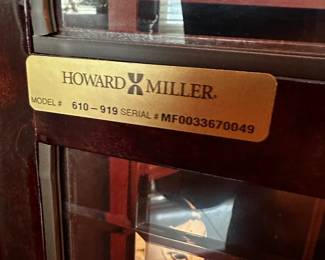 HOWARD MILLER®
MODEL # 610-919 SERIAL # MF0033670049